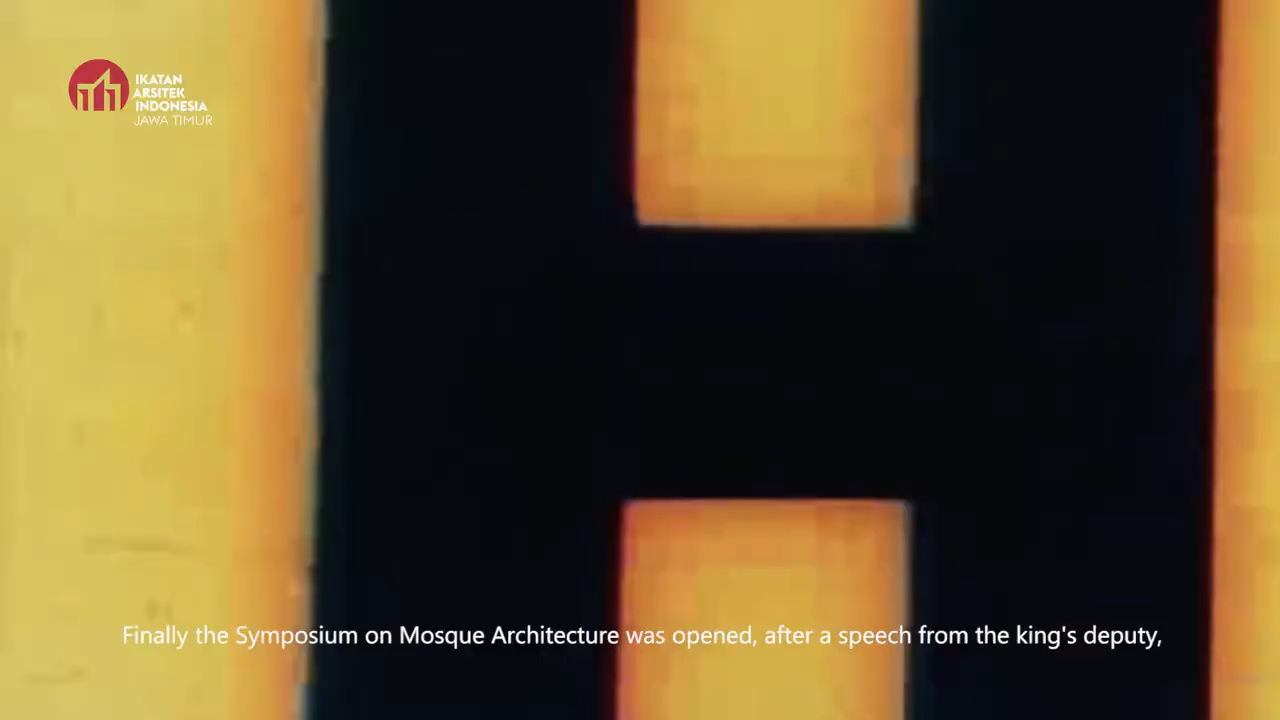 IKATAN
ARSITEK
INDONESIA
JAWA TIMUR
H
Finally the Symposium on Mosque Architecture was opened, after a speech from the king's deputy,